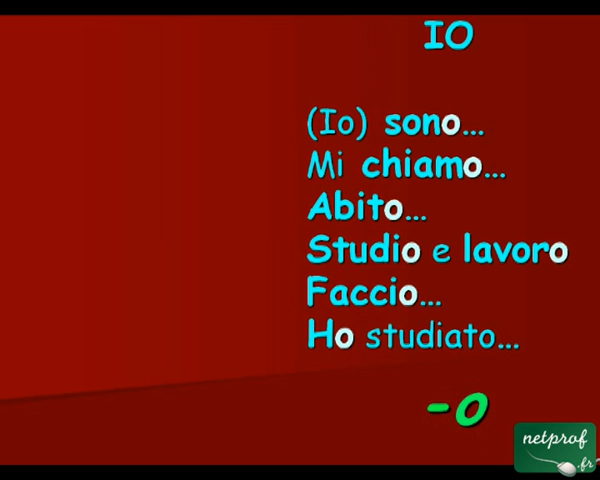 IO
(Io) sono...
Mi chiamo...
Abito...
Studio e lavoro
Faccio...
Ho studiato...
-o
netprof
.fr